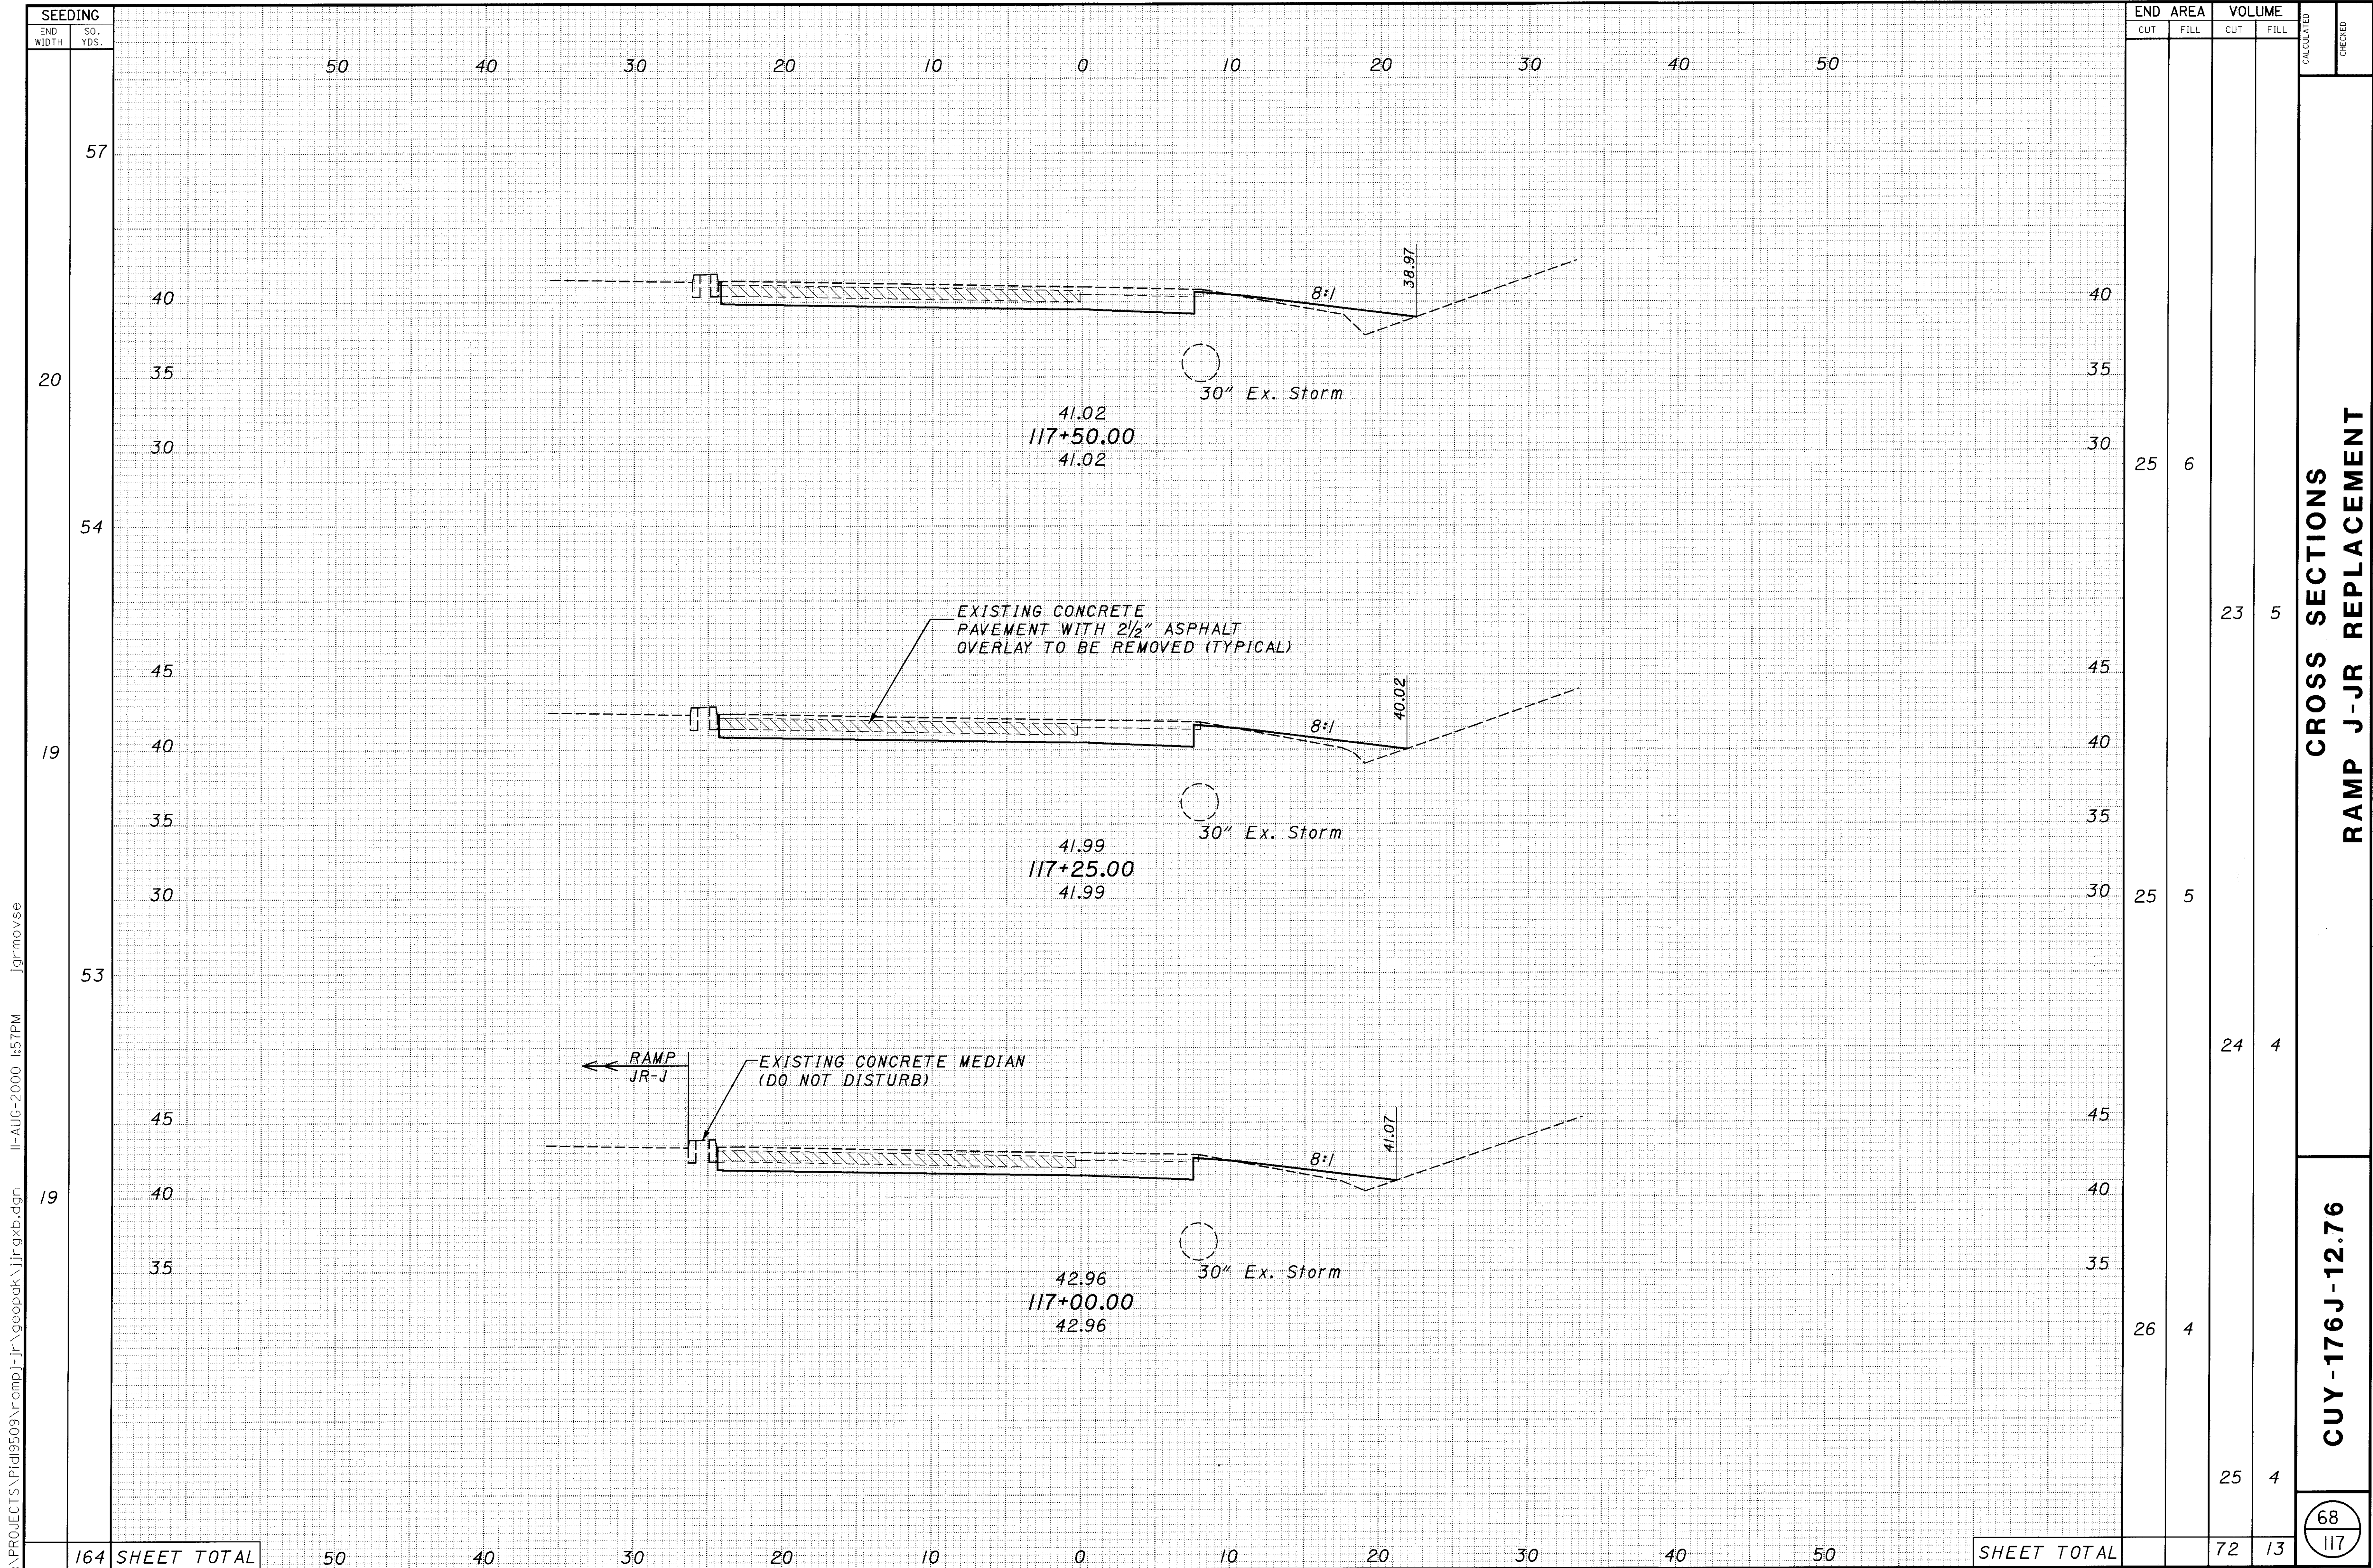 SEEDING
END WIDTH
SQ. YDS.
END AREA
VOLUME
CUT
FILL
CUT
FILL
CALCULATED
CHECKED
50 40 30 20 10 0 10 20 30 40 50
57
38.97
40
8:1
40
35
20
30" Ex. Storm
35
41.02
117+50.00
41.02
30
30
25 6
54
EXISTING CONCRETE
PAVEMENT WITH 2½" ASPHALT
OVERLAY TO BE REMOVED (TYPICAL)
23 5
45
45
40.02
8:1
40
40
19
35
35
30" Ex. Storm
41.99
117+25.00
41.99
30
30
25 5
53
24 4
RAMP
JR-J
EXISTING CONCRETE MEDIAN
(DO NOT DISTURB)
45
45
41.07
8:1
40
40
19
35
35
30" Ex. Storm
42.96
117+00.00
42.96
26 4
25 4
164 SHEET TOTAL
50 40 30 20 10 0 10 20 30 40 50
SHEET TOTAL 72 13
CROSS SECTIONS
RAMP J-JR REPLACEMENT
CUY-176J-12.76
68
117
\PROJECTS\Pid19509\rampj-jr\geopak\jjrgxb.dgn 11-AUG-2000 1:57PM jgrmovse